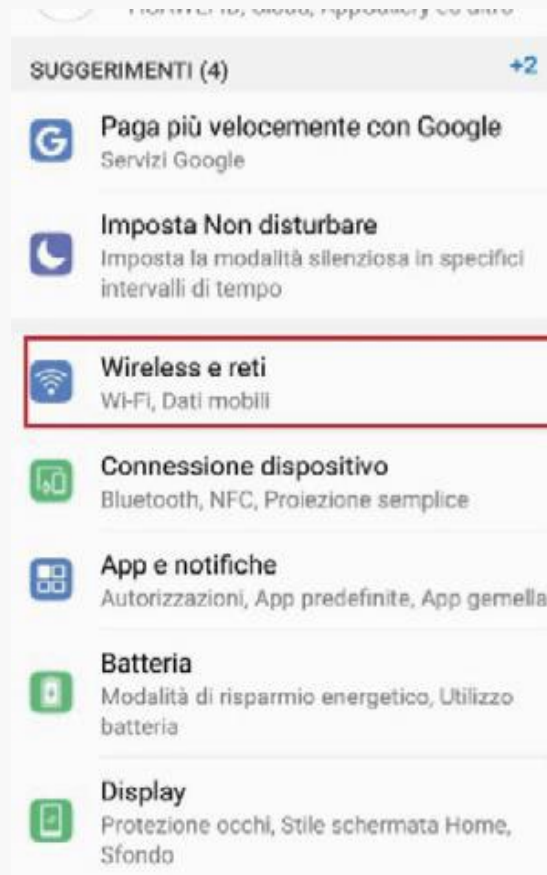 SUGGERIMENTI (4) +2
Paga più velocemente con Google
Servizi Google
Imposta Non disturbare
Imposta la modalità silenziosa in specifici
intervalli di tempo
Wireless e reti
Wi-Fi, Dati mobili
Connessione dispositivo
Bluetooth, NFC, Proiezione semplice
App e notifiche
Autorizzazioni, App predefinite, App gemella
Batteria
Modalità di risparmio energetico, Utilizzo
batteria
Display
Protezione occhi, Stile schermata Home,
Sfondo